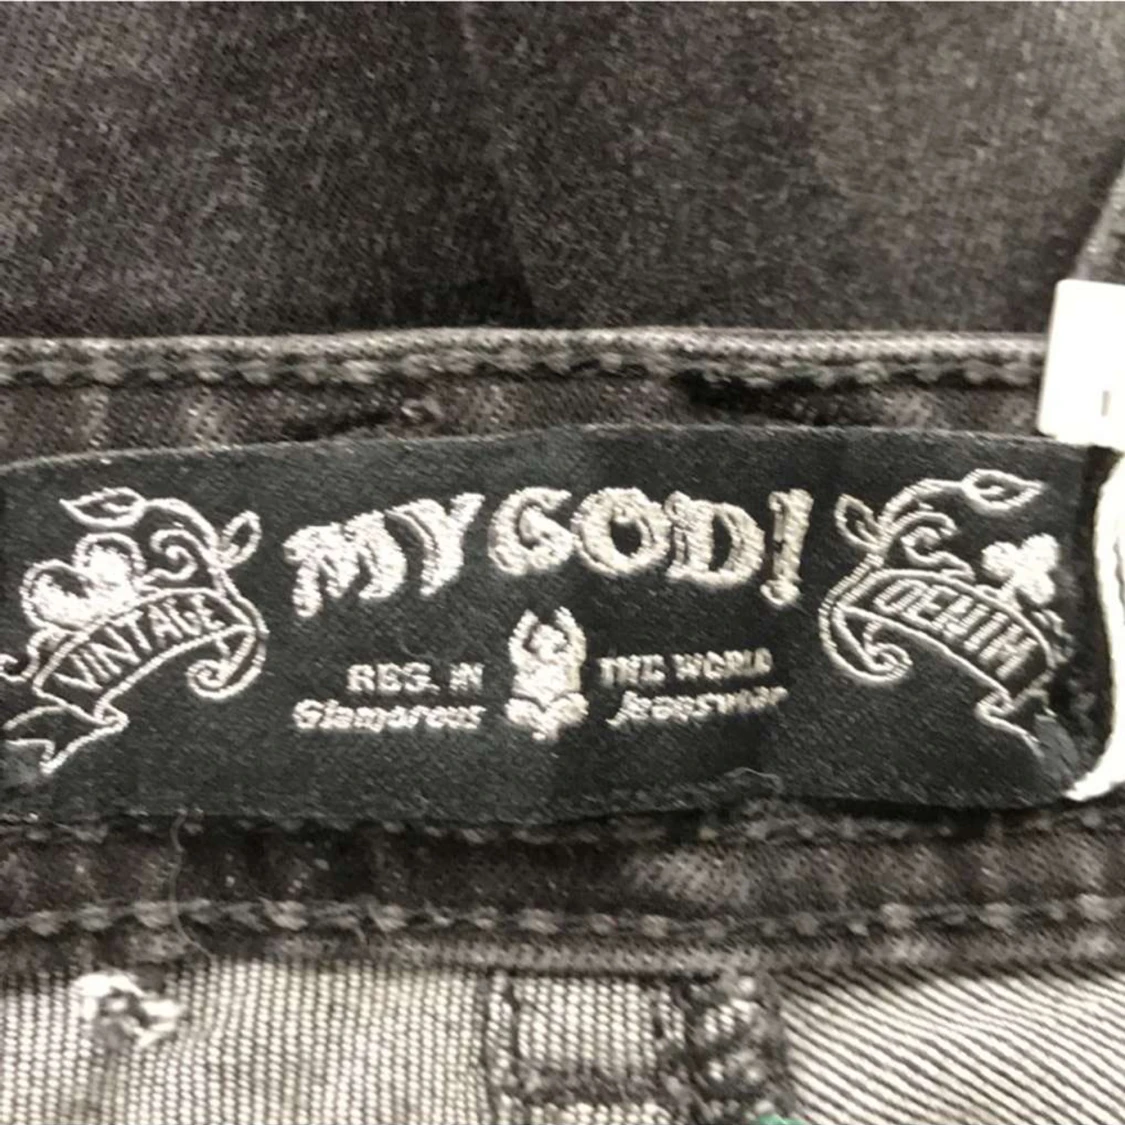 MY GOD!
VINTAGE
DENIM
REG. IN THE WORLD
Glamorous Jeanswear